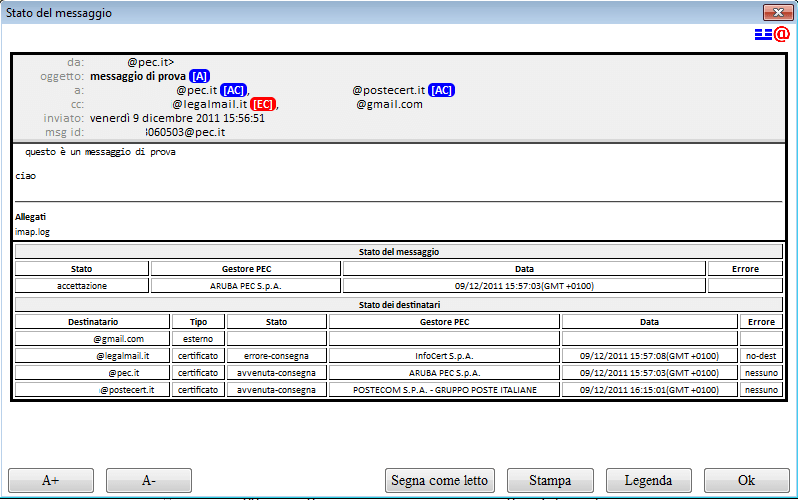 Stato del messaggio
da: @pec.it>
oggetto: messaggio di prova [A]
a: @pec.it [AC], @postecert.it [AC]
cc: @legalmail.it [EC], @gmail.com
inviato: venerdì 9 dicembre 2011 15:56:51
msg id: 060503@pec.it
questo è un messaggio di prova
ciao
Allegati
imap.log
Stato del messaggio
Stato Gestore PEC Data Errore
accettazione ARUBA PEC S.p.A. 09/12/2011 15:57:03(GMT +0100)
Stato dei destinatari
Destinatario Tipo Stato Gestore PEC Data Errore
@gmail.com esterno
@legalmail.it certificato errore-consegna InfoCert S.p.A. 09/12/2011 15:57:08(GMT +0100) no-dest
@pec.it certificato avvenuta-consegna ARUBA PEC S.p.A. 09/12/2011 15:57:03(GMT +0100) nessuno
@postecert.it certificato avvenuta-consegna POSTECOM S.P.A. - GRUPPO POSTE ITALIANE 09/12/2011 16:15:01(GMT +0100) nessuno
A+ A- Segna come letto Stampa Legenda Ok